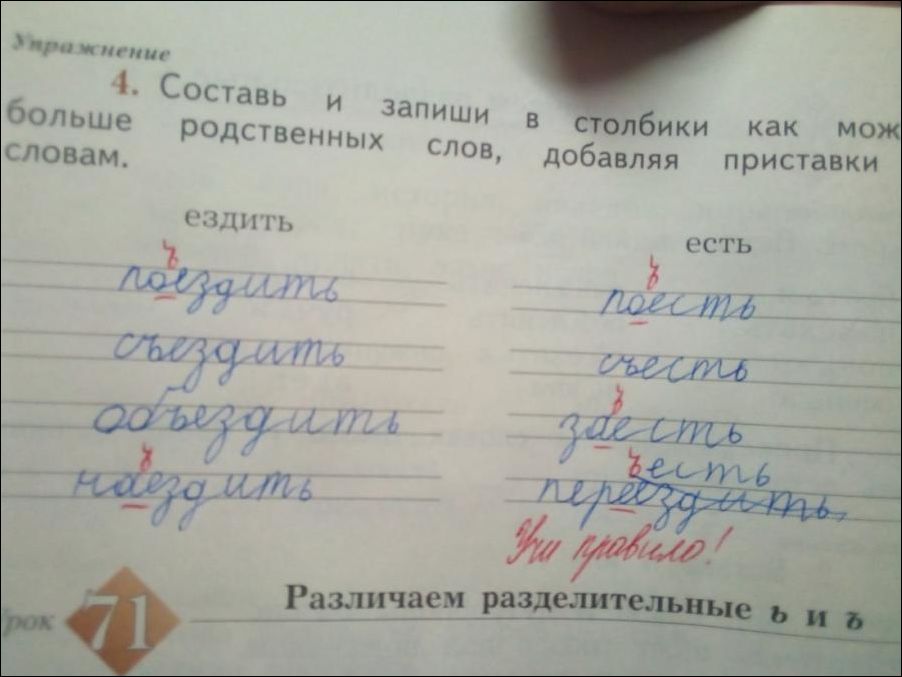 Упражнение
4. Составь и запиши в столбики как мож
больше родственных слов, добавляя приставки
словам.
ездить
есть
ъ
поездить
ъ
поесть
съездить
съесть
объездить
ъ
заесть
ъ
наездить
ъесть
переездить,
Учи правило!
рок 71 Различаем разделительные ь и ъ